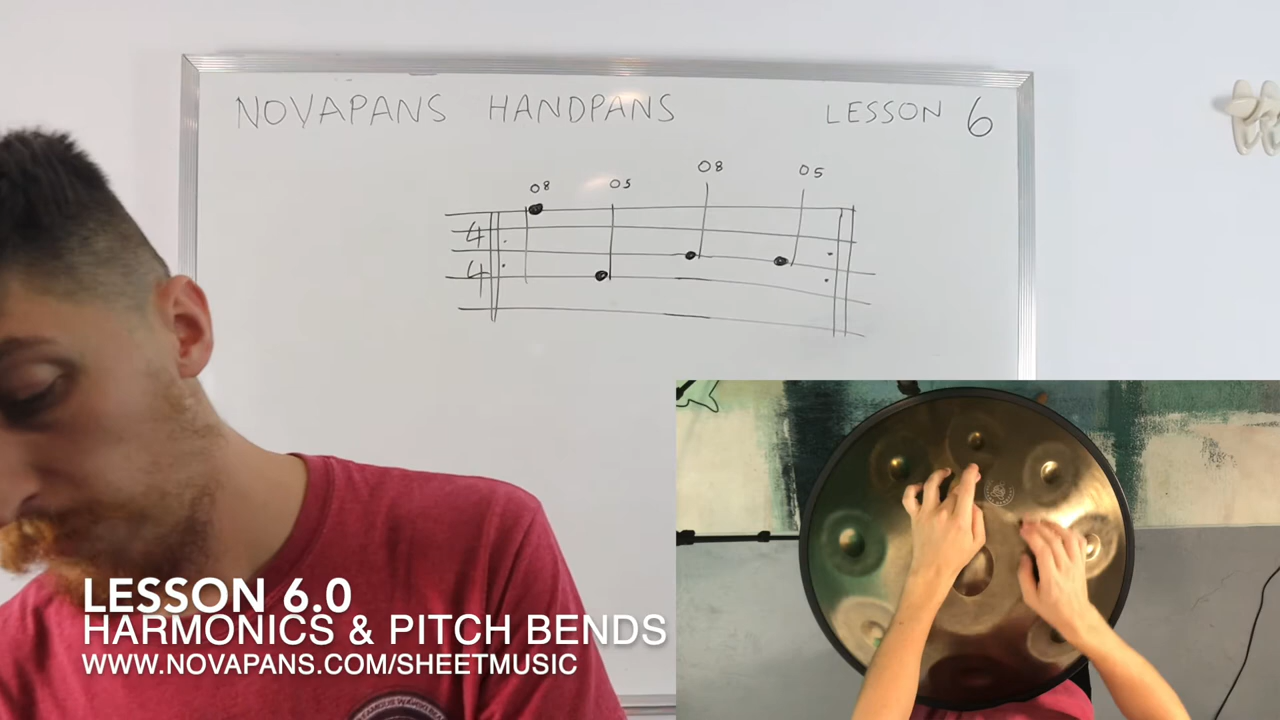 NOVAPANS HANDPANS LESSON 6
08 05 08 05
4
4
LESSON 6.0
HARMONICS & PITCH BENDS
WWW.NOVAPANS.COM/SHEETMUSIC